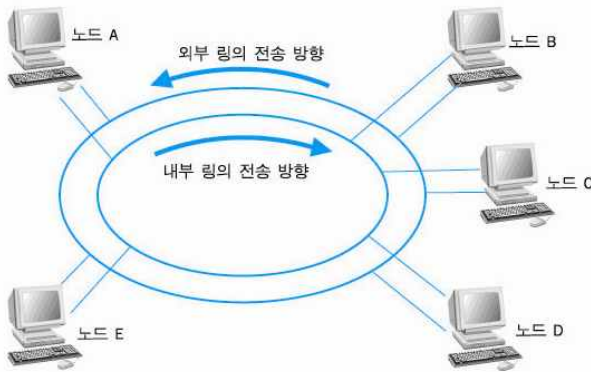 노드 A
외부 링의 전송 방향
노드 B
내부 링의 전송 방향
노드 C
노드 E
노드 D